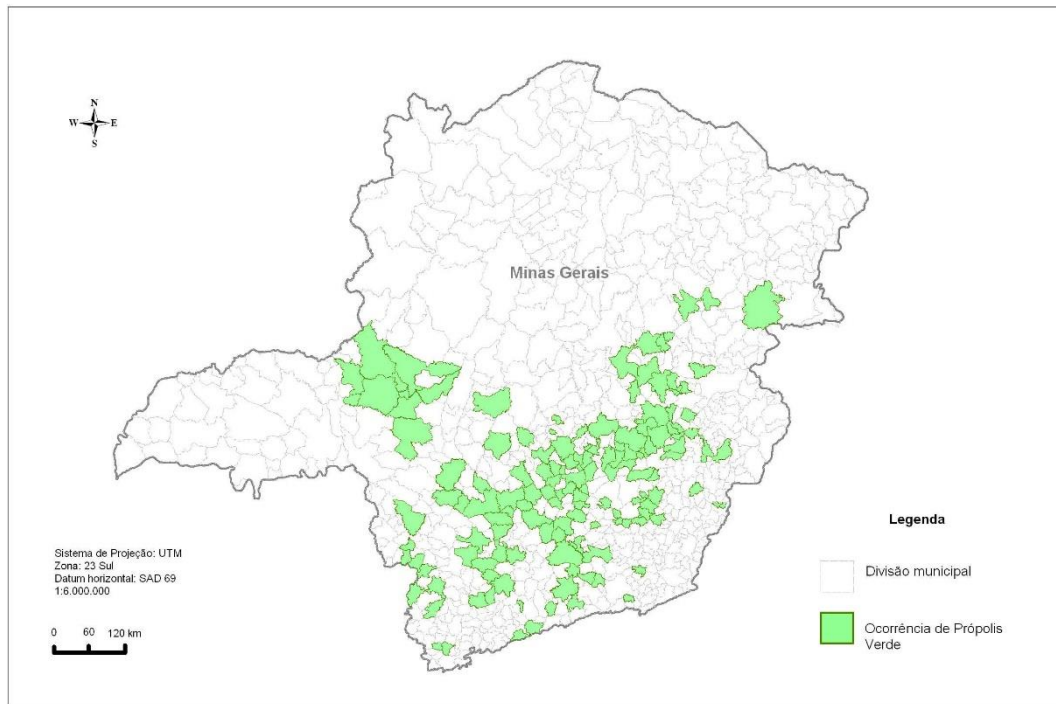 N
W E
S
Minas Gerais
Sistema de Projeção: UTM
Zona: 23 Sul
Datum horizontal: SAD 69
1:6.000.000
0 60 120 km
Legenda
Divisão municipal
Ocorrência de Própolis
Verde